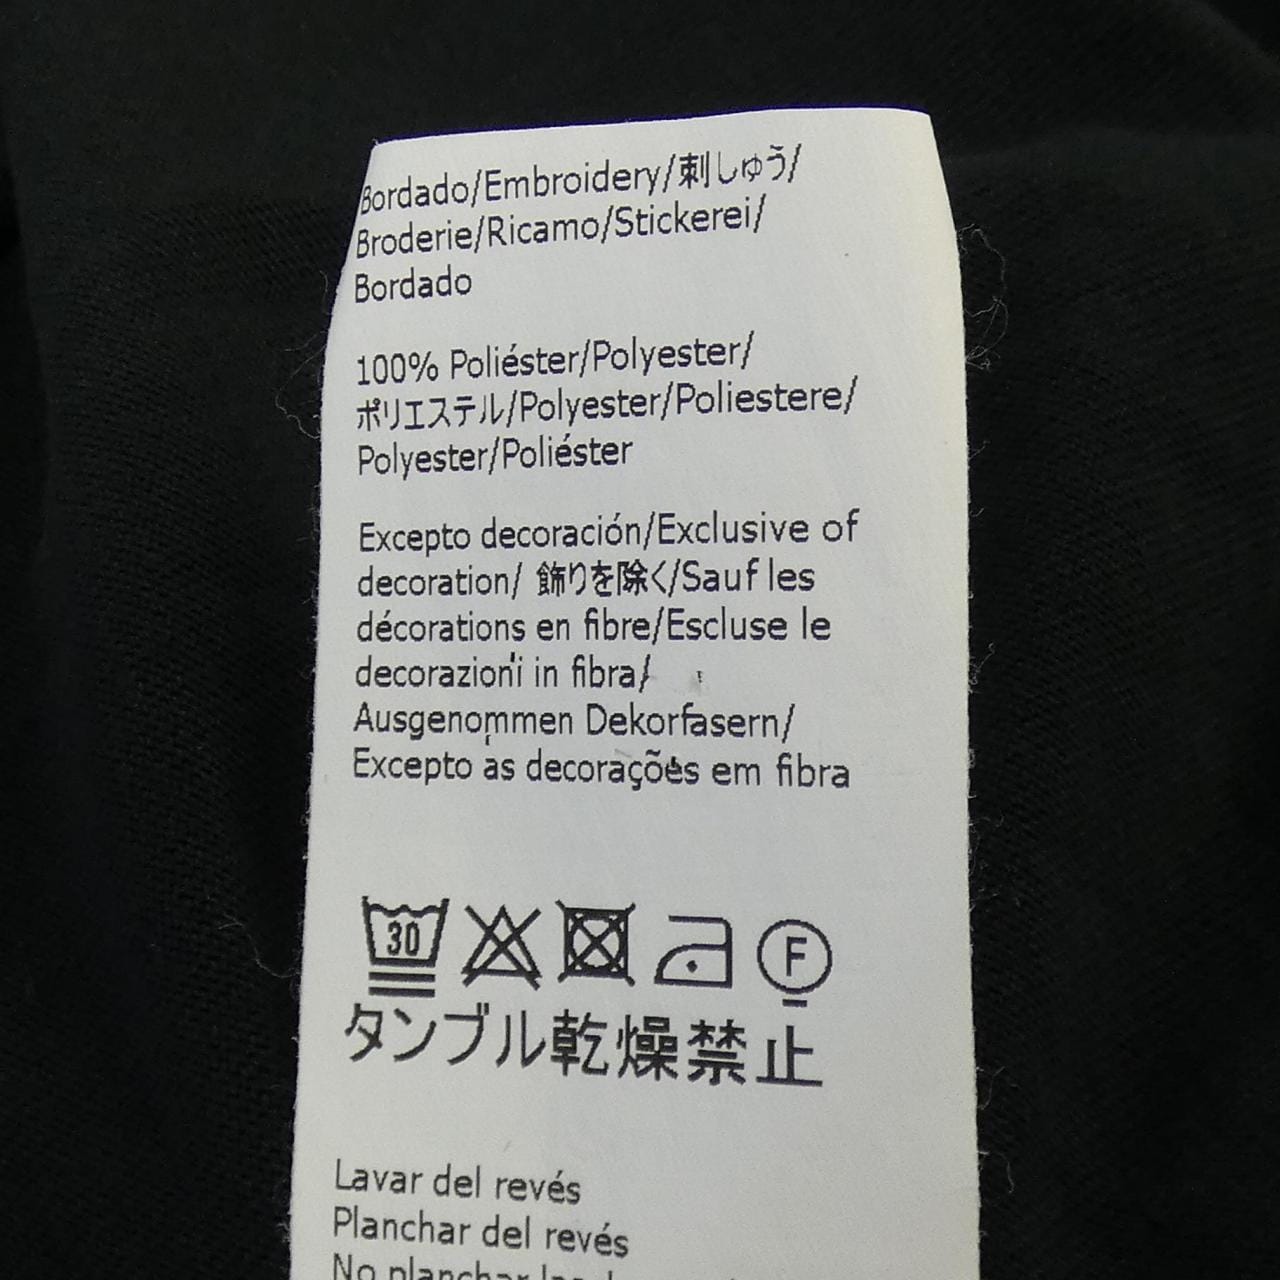 Bordado/Embroidery/刺しゅう/
Broderie/Ricamo/Stickerei/
Bordado
100% Poliéster/Polyester/
ポリエステル/Polyester/Poliestere/
Polyester/Poliéster
Excepto decoración/Exclusive of
decoration/ 飾りを除く/Sauf les
décorations en fibre/Escluse le
decorazioni in fibra/
Ausgenommen Dekorfasern/
Excepto as decorações em fibra
30 F
タンブル乾燥禁止
Lavar del revés
Planchar del revés
No planchar